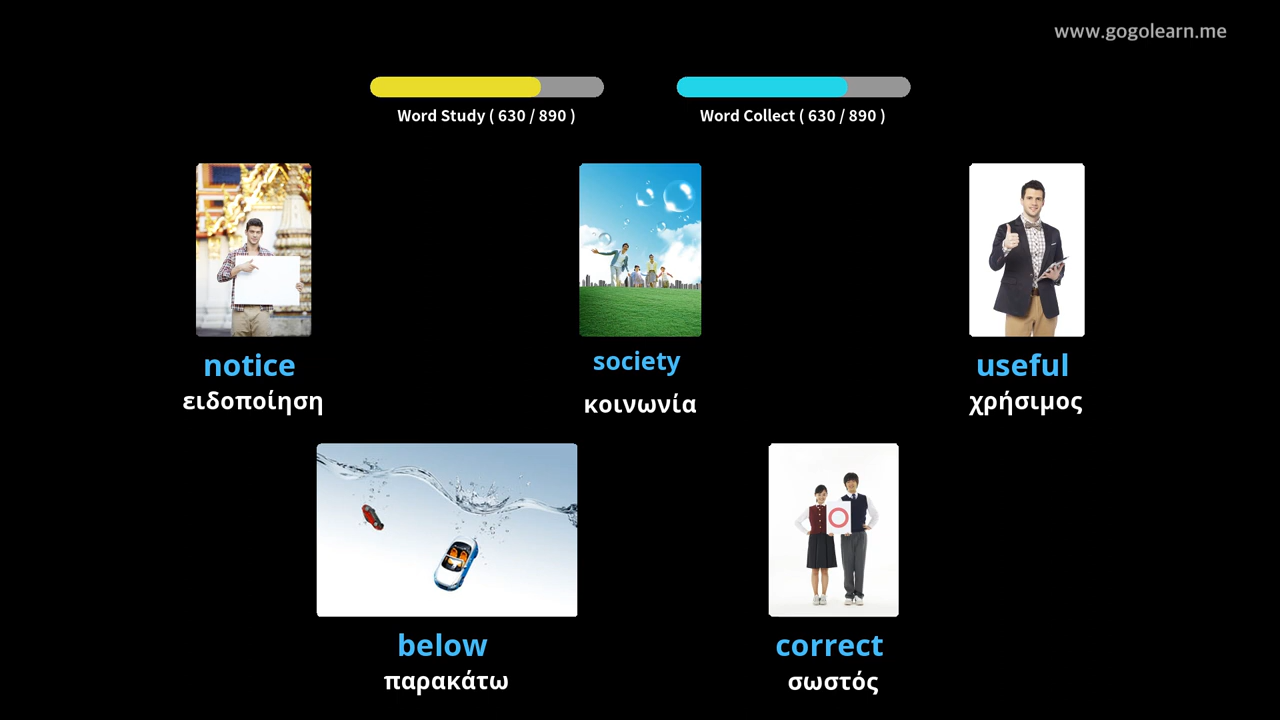 www.gogolearn.me
Word Study ( 630 / 890 )
Word Collect ( 630 / 890 )
notice
ειδοποίηση
society
κοινωνία
useful
χρήσιμος
below
παρακάτω
correct
σωστός